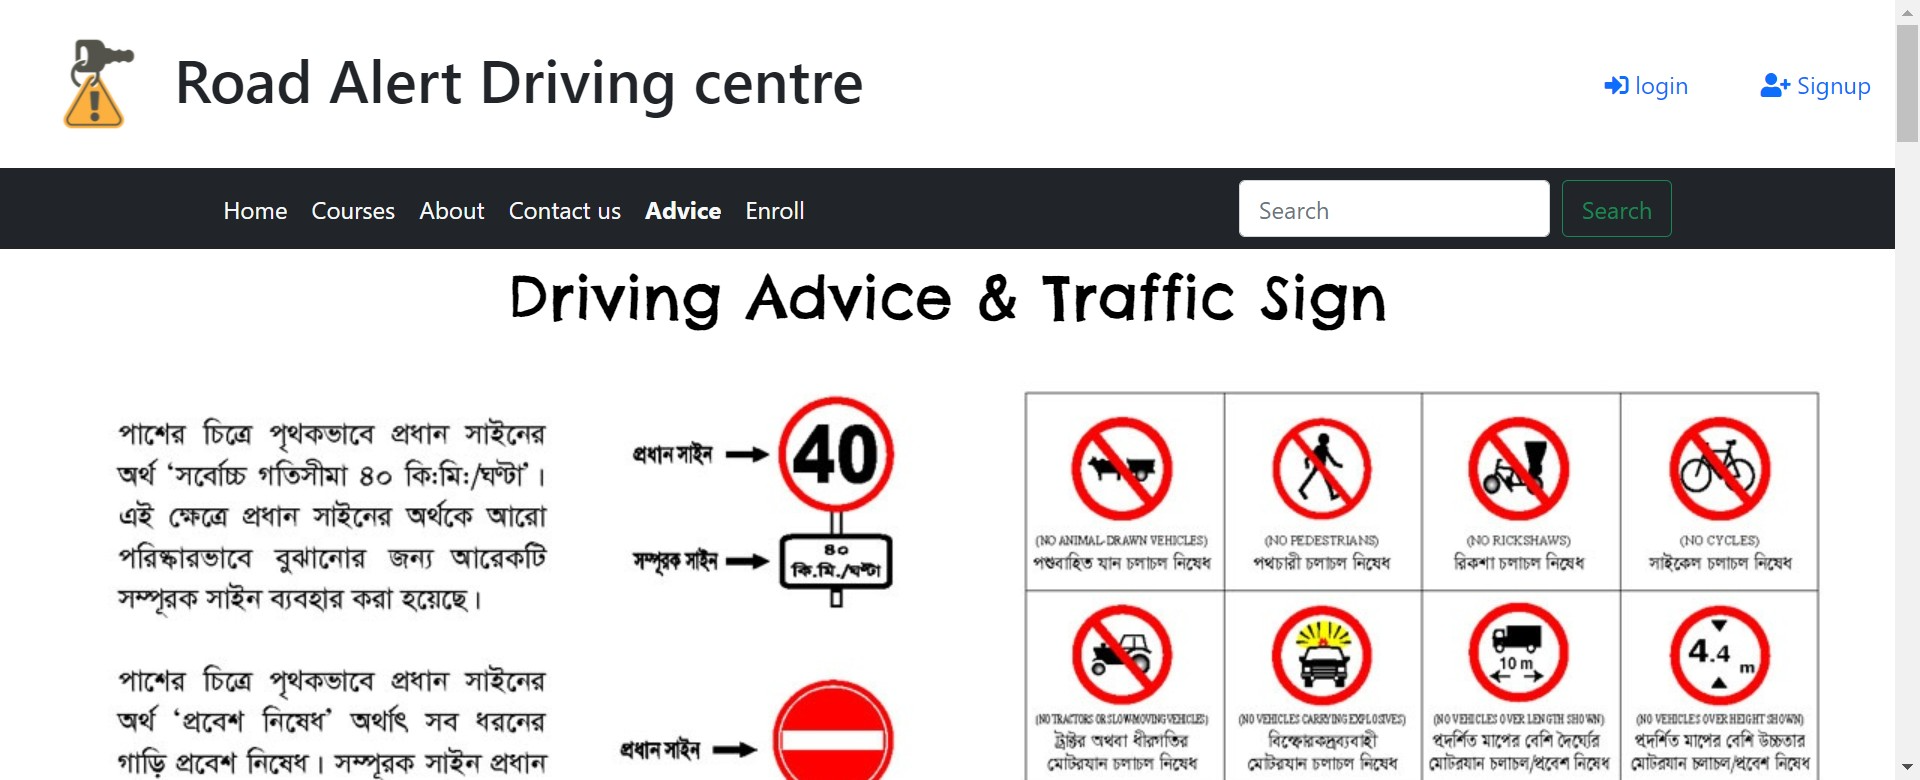 Road Alert Driving centre
login
Signup
Home Courses About Contact us Advice Enroll
Search
Search
Driving Advice & Traffic Sign
পাশের চিত্রে পৃথকভাবে প্রধান সাইনের
অর্থ ‘সর্বোচ্চ গতিসীমা ৪০ কি:মি:/ঘণ্টা’।
এই ক্ষেত্রে প্রধান সাইনের অর্থকে আরো
পরিষ্কারভাবে বুঝানোর জন্য আরেকটি
সম্পূরক সাইন ব্যবহার করা হয়েছে।
প্রধান সাইন
40
সম্পূরক সাইন
৪০
কি.মি./ঘণ্টা
পাশের চিত্রে পৃথকভাবে প্রধান সাইনের
অর্থ ‘প্রবেশ নিষেধ’ অর্থাৎ সব ধরনের
গাড়ি প্রবেশ নিষেধ। সম্পূরক সাইন প্রধান
প্রধান সাইন
(NO ANIMAL-DRAWN VEHICLES)
পশুবাহিত যান চলাচল নিষেধ
(NO PEDESTRIANS)
পথচারী চলাচল নিষেধ
(NO RICKSHAWS)
রিকশা চলাচল নিষেধ
(NO CYCLES)
সাইকেল চলাচল নিষেধ
(NO TRACTORS OR SLOW-MOVING VEHICLES)
ট্রাক্টর অথবা ধীরগতির
মোটরযান চলাচল নিষেধ
(NO VEHICLES CARRYING EXPLOSIVES)
বিস্ফোরকদ্রব্যবাহী
মোটরযান চলাচল নিষেধ
10 m
(NO VEHICLES OVER LENGTH SHOWN)
প্রদর্শিত মাপের বেশি দৈর্ঘ্যের
মোটরযান চলাচল/প্রবেশ নিষেধ
4.4 m
(NO VEHICLES OVER HEIGHT SHOWN)
প্রদর্শিত মাপের বেশি উচ্চতার
মোটরযান চলাচল/প্রবেশ নিষেধ